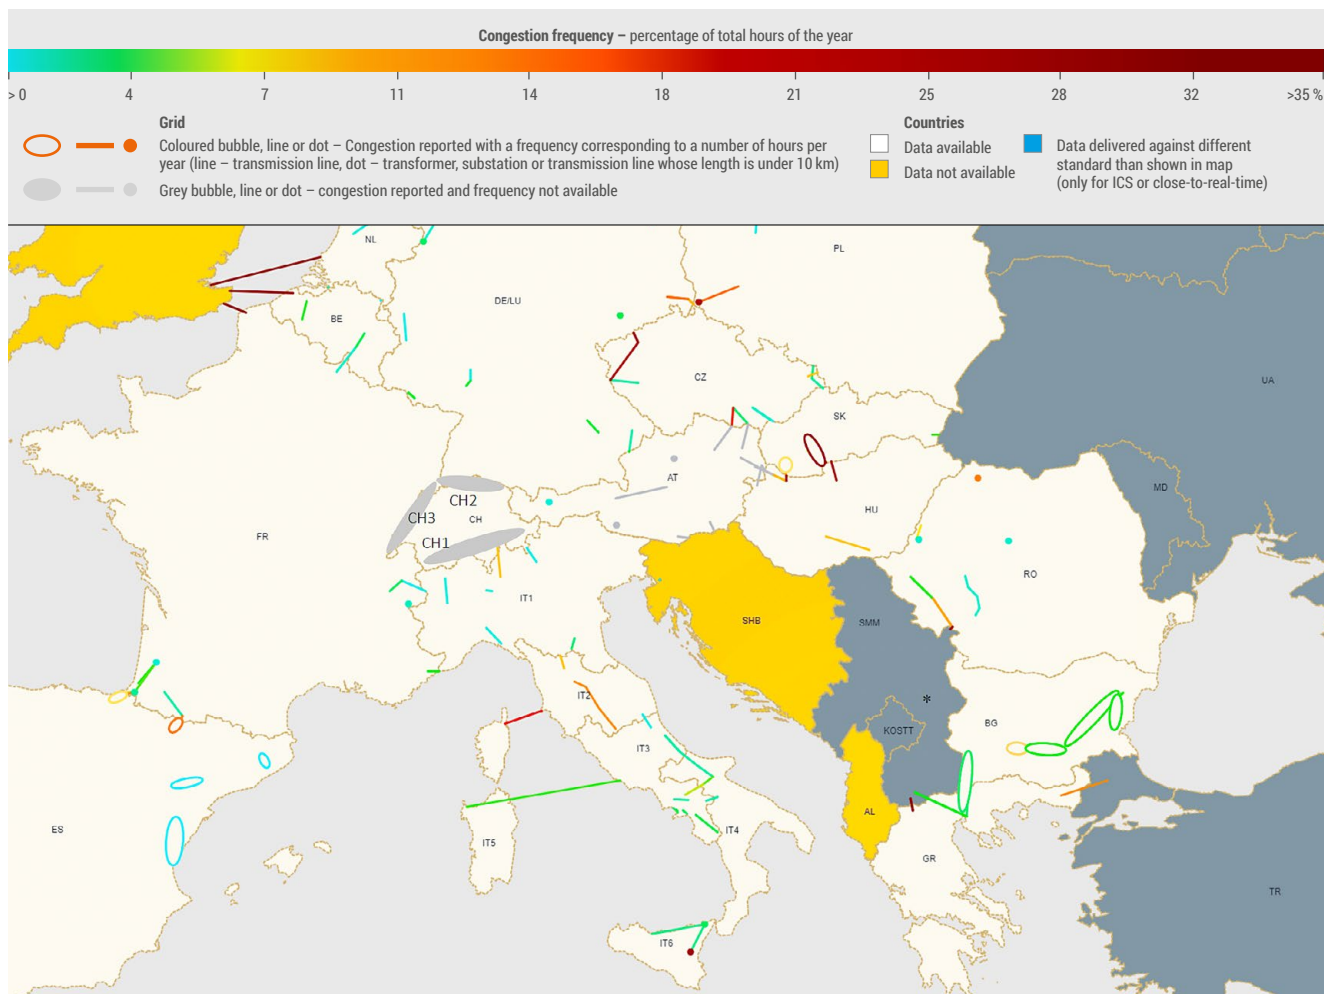 Congestion frequency – percentage of total hours of the year
> 0 4 7 11 14 18 21 25 28 32 >35 %
Grid
Coloured bubble, line or dot – Congestion reported with a frequency corresponding to a number of hours per
year (line – transmission line, dot – transformer, substation or transmission line whose length is under 10 km)
Grey bubble, line or dot – congestion reported and frequency not available
Countries
Data available
Data not available
Data delivered against different
standard than shown in map
(only for ICS or close-to-real-time)
NL
PL
DE/LU
BE
CZ
UA
SK
AT
MD
CH2
CH3
CH
CH1
HU
FR
RO
IT1
SHB
SMM
IT2
*
BG
KOSTT
IT3
AL
ES
IT4
IT5
GR
TR
IT6